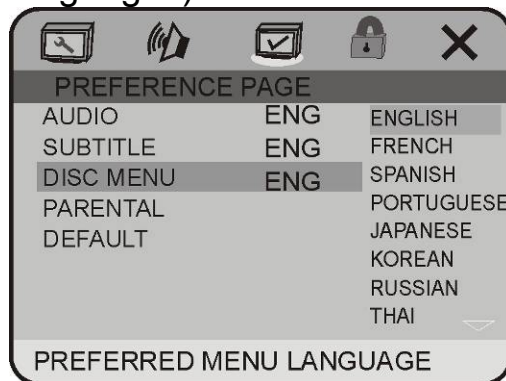 PREFERENCE PAGE
AUDIO ENG
SUBTITLE ENG
DISC MENU ENG
PARENTAL
DEFAULT
ENGLISH
FRENCH
SPANISH
PORTUGUESE
JAPANESE
KOREAN
RUSSIAN
THAI
PREFERRED MENU LANGUAGE